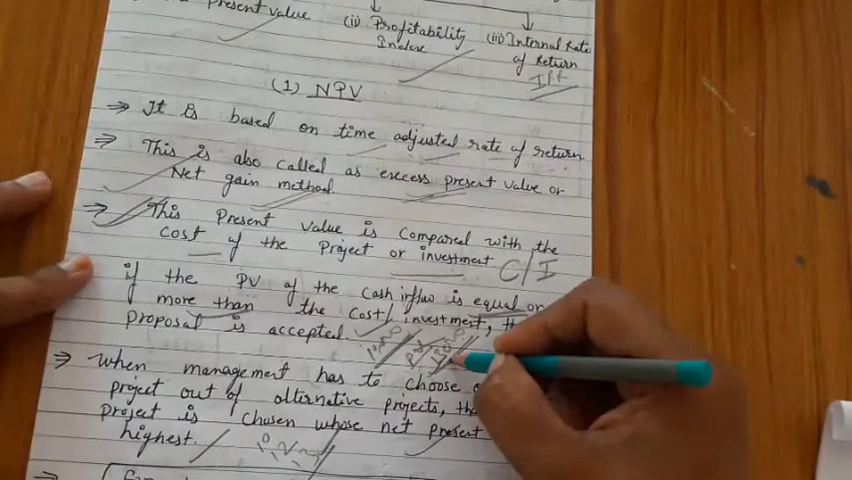 Present value
(ii) Profitability
Index
(iii) Internal Rate
of Return
(1) NPV
⇒ It is based on time adjusted rate of return
⇒ This is also called as excess present value or
Net gain method.
⇒ This Present value is compared with the
cost of the Project or investment C/I
if the PV of the cash influo is equal or
more than the cost/investment,
proposal is accepted.
⇒ when management has to choose
project out of alternative projects,
project is chosen whose net present
highest.